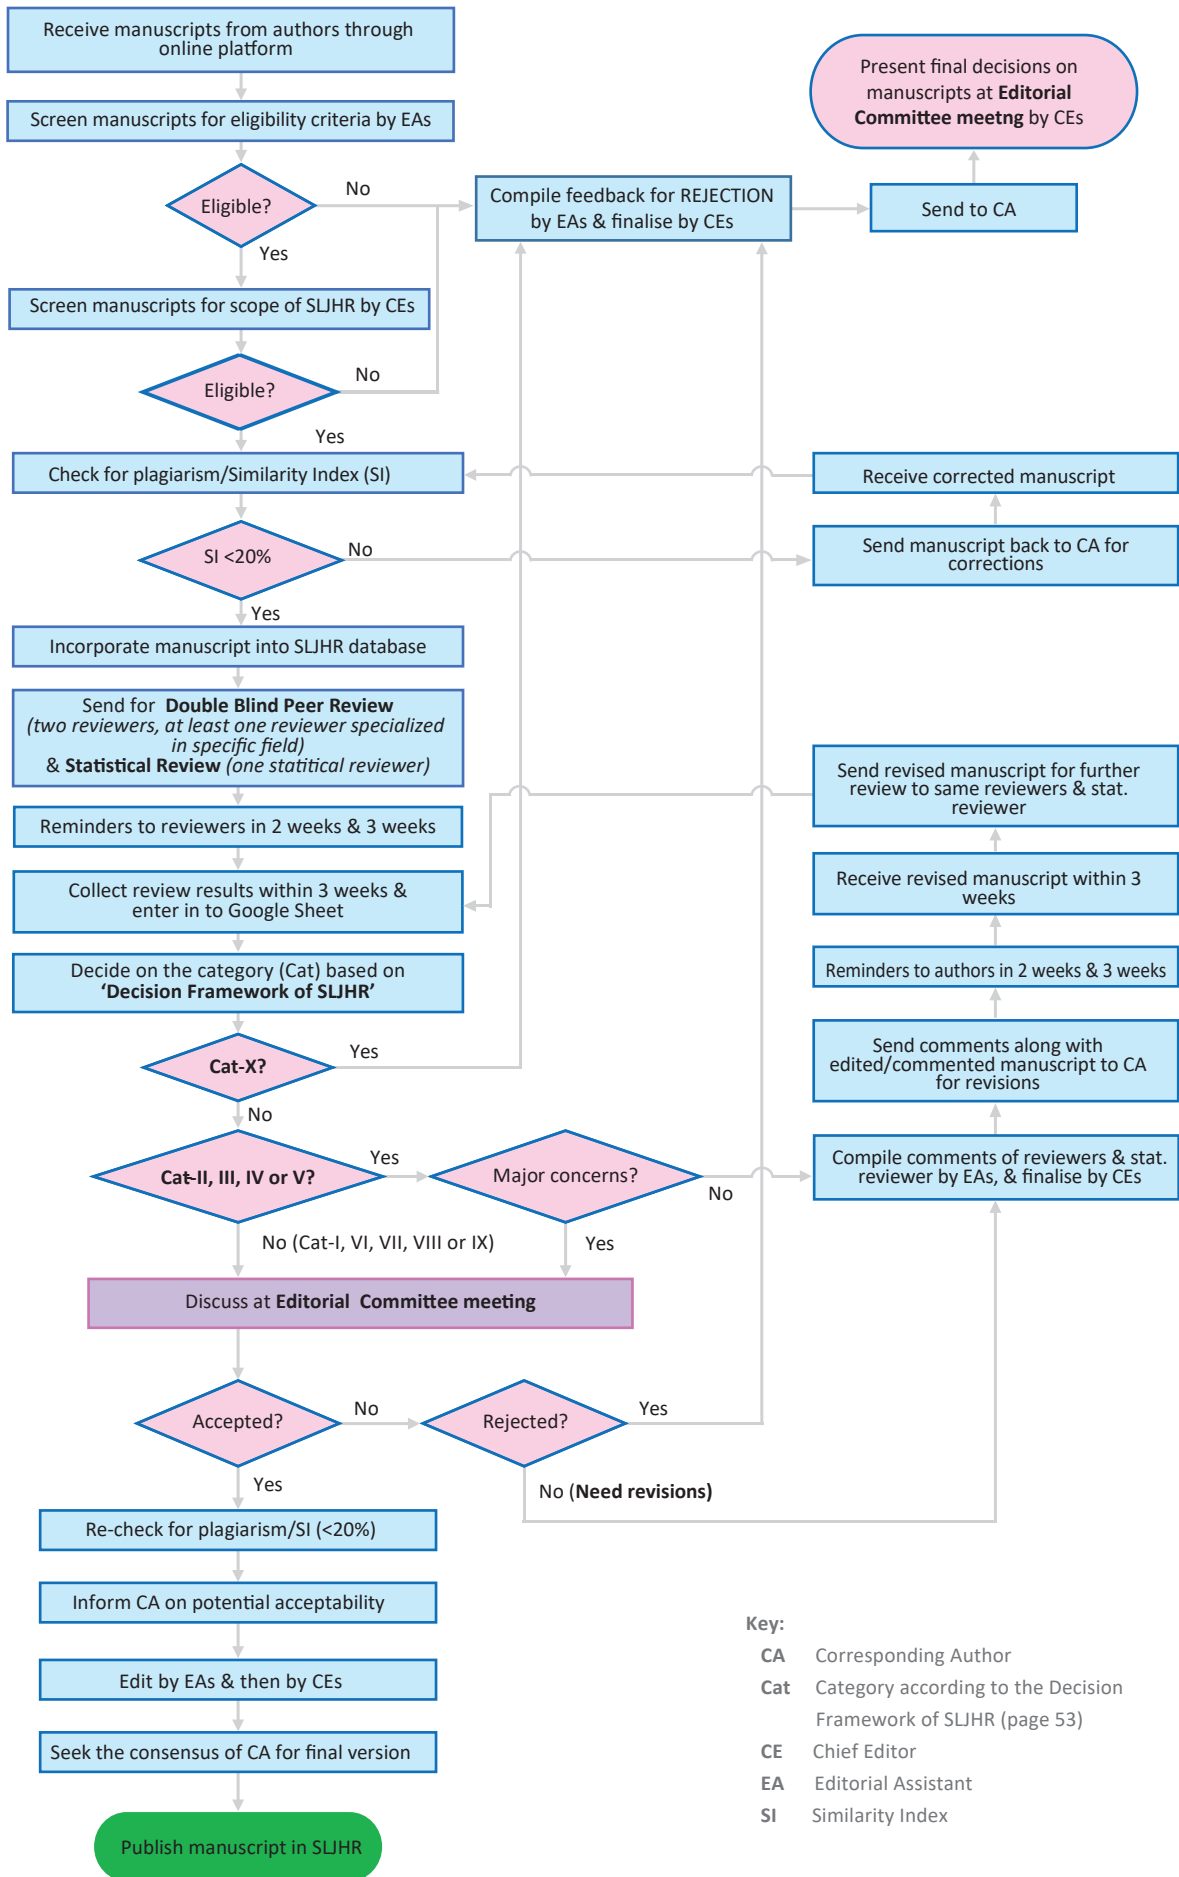 Receive manuscripts from authors through
online platform
Present final decisions on
manuscripts at Editorial
Committee meetng by CEs
Screen manuscripts for eligibility criteria by EAs
Eligible?
No
Yes
Compile feedback for REJECTION
by EAs & finalise by CEs
Send to CA
Screen manuscripts for scope of SLJHR by CEs
Eligible?
No
Yes
Check for plagiarism/Similarity Index (SI)
Receive corrected manuscript
SI <20%
No
Yes
Send manuscript back to CA for
corrections
Incorporate manuscript into SLJHR database
Send for Double Blind Peer Review
(two reviewers, at least one reviewer specialized
in specific field)
& Statistical Review (one statitical reviewer)
Send revised manuscript for further
review to same reviewers & stat.
reviewer
Reminders to reviewers in 2 weeks & 3 weeks
Collect review results within 3 weeks &
enter in to Google Sheet
Receive revised manuscript within 3
weeks
Decide on the category (Cat) based on
‘Decision Framework of SLJHR’
Reminders to authors in 2 weeks & 3 weeks
Cat-X?
Yes
No
Send comments along with
edited/commented manuscript to CA
for revisions
Cat-II, III, IV or V?
Yes
Major concerns?
No
Compile comments of reviewers & stat.
reviewer by EAs, & finalise by CEs
No (Cat-I, VI, VII, VIII or IX)
Yes
Discuss at Editorial Committee meeting
Accepted?
No
Rejected?
Yes
Yes
No (Need revisions)
Re-check for plagiarism/SI (<20%)
Inform CA on potential acceptability
Edit by EAs & then by CEs
Seek the consensus of CA for final version
Publish manuscript in SLJHR
Key:
CA Corresponding Author
Cat Category according to the Decision
Framework of SLJHR (page 53)
CE Chief Editor
EA Editorial Assistant
SI Similarity Index